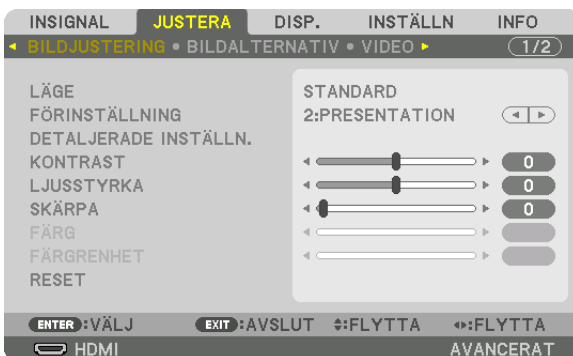 INSIGNAL JUSTERA DISP. INSTÄLLN INFO
BILDJUSTERING • BILDALTERNATIV • VIDEO 1/2
LÄGE STANDARD
FÖRINSTÄLLNING 2:PRESENTATION
DETALJERADE INSTÄLLN.
KONTRAST 0
LJUSSTYRKA 0
SKÄRPA 0
FÄRG
FÄRGRENHET
RESET
ENTER:VÄLJ EXIT:AVSLUT :FLYTTA :FLYTTA
HDMI AVANCERAT